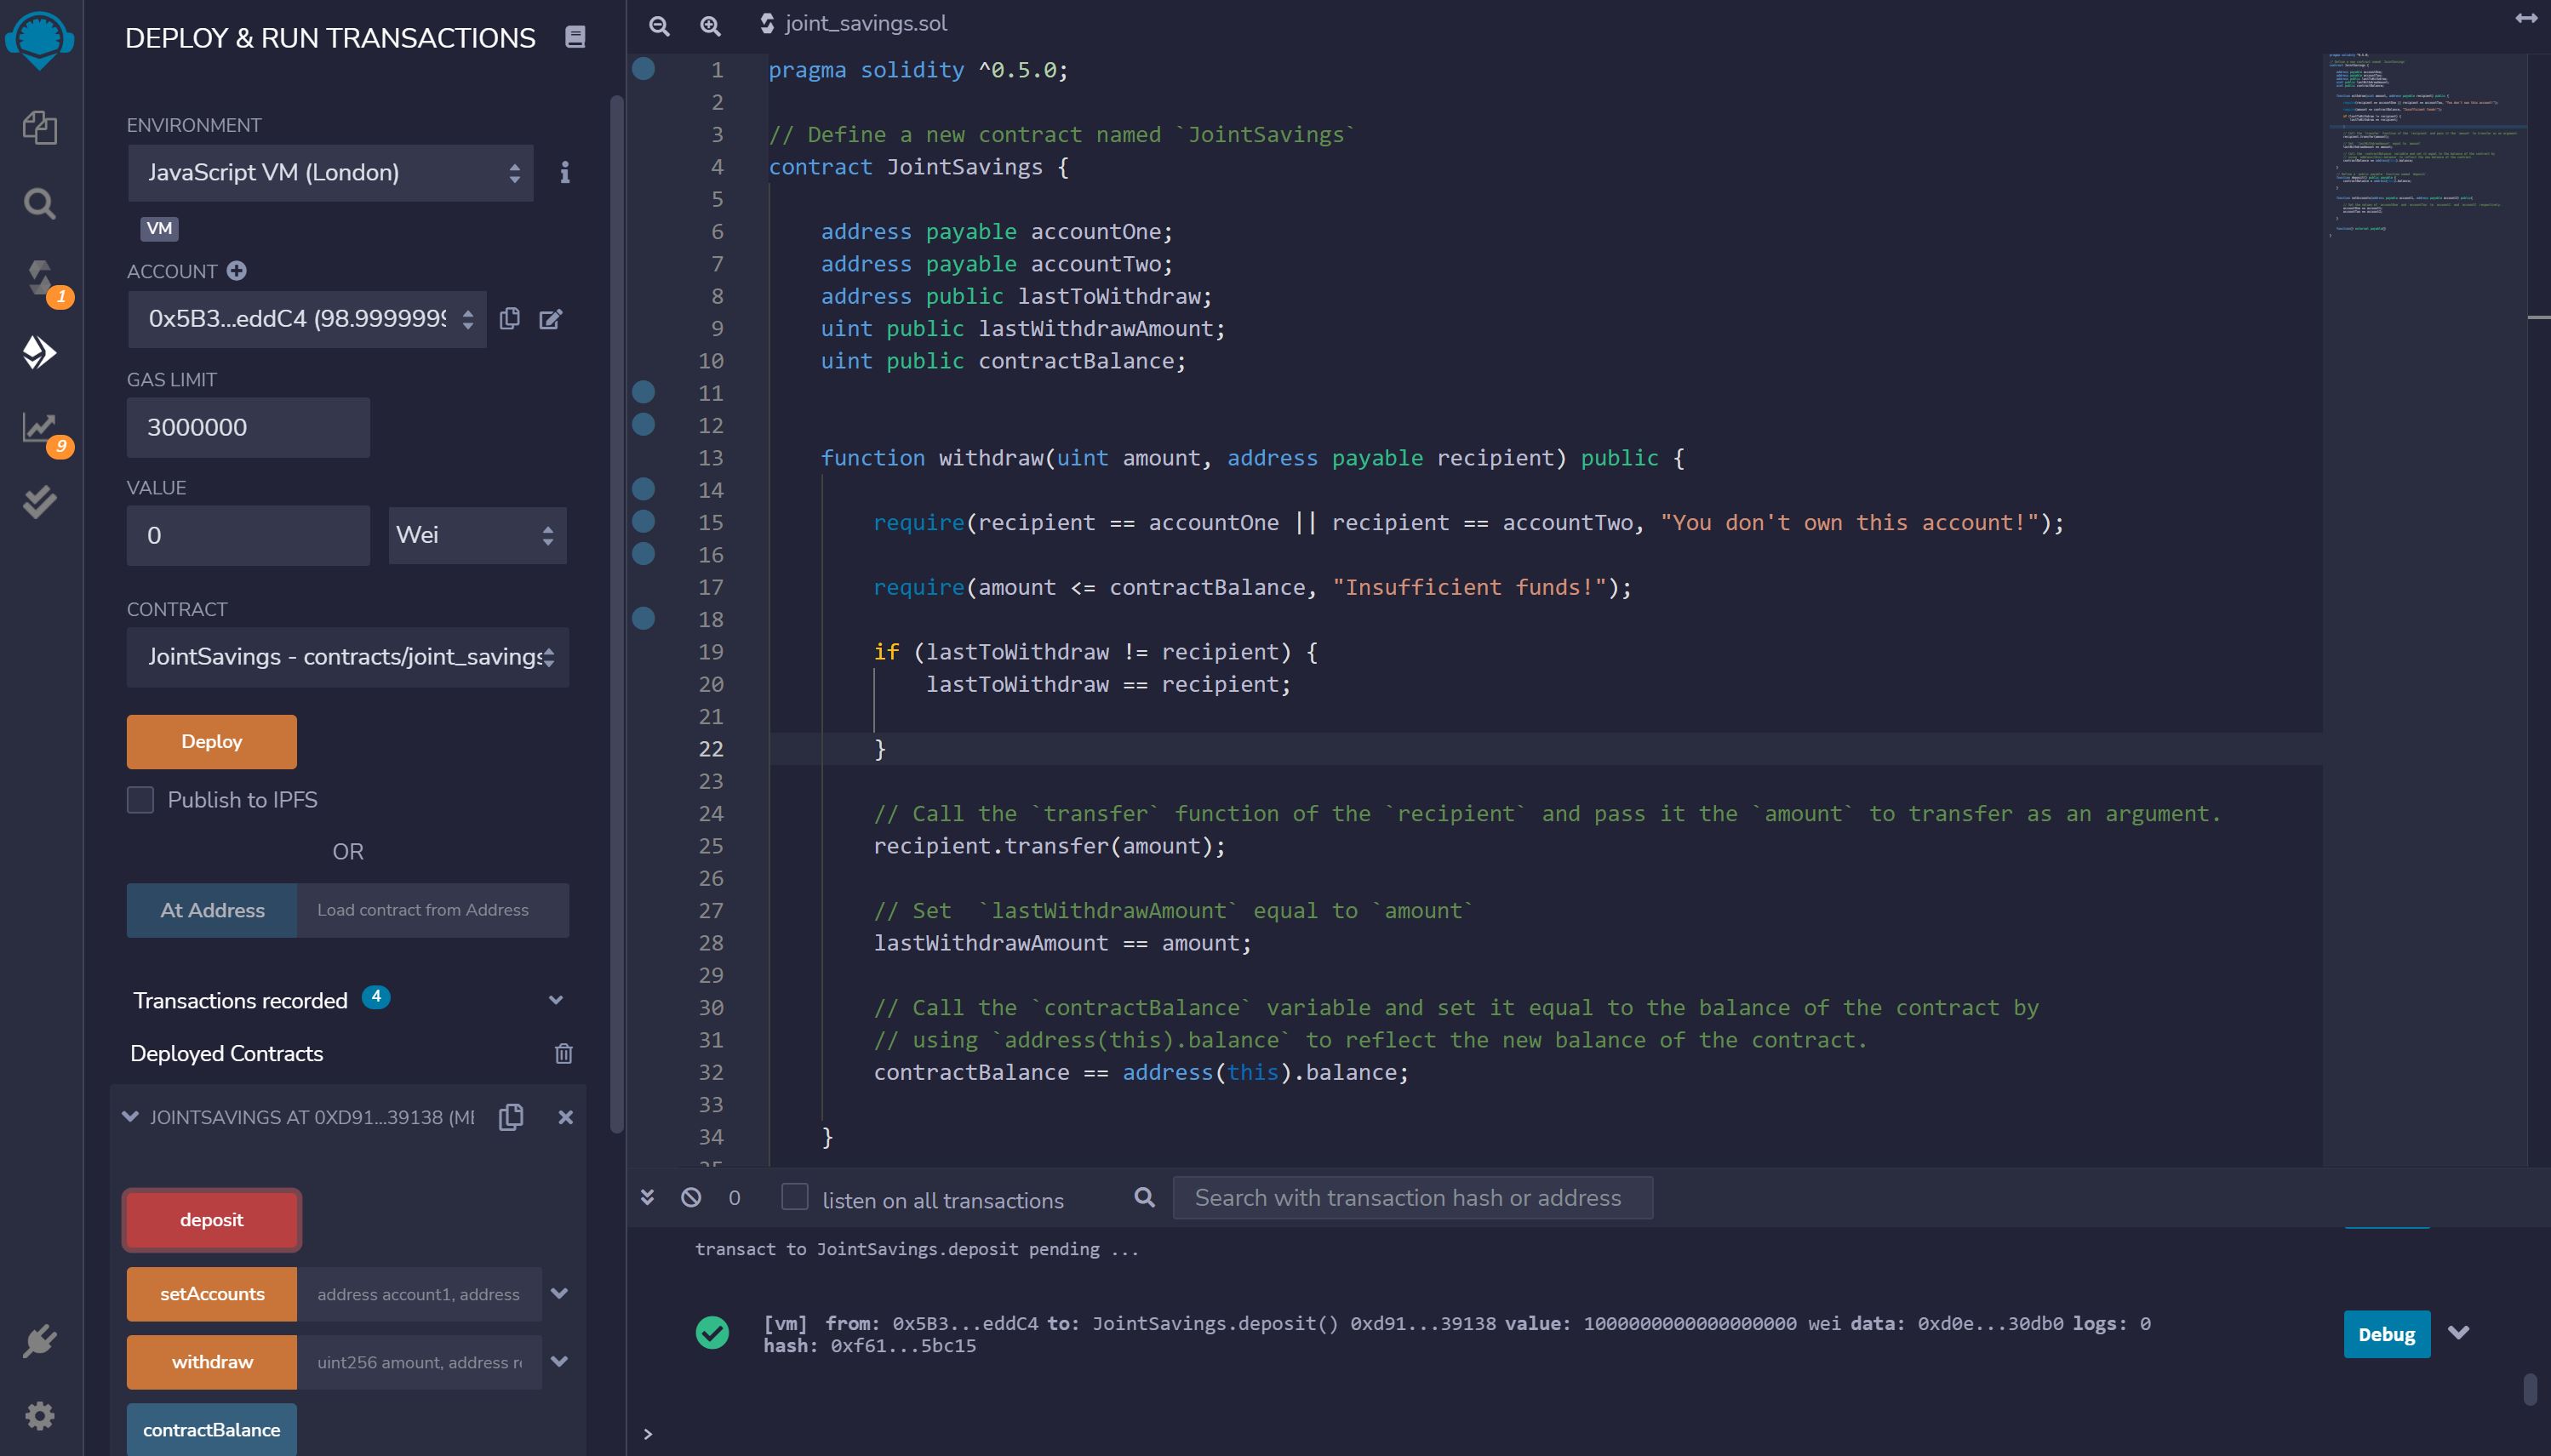 DEPLOY & RUN TRANSACTIONS
ENVIRONMENT
JavaScript VM (London)
VM
ACCOUNT
0x5B3...eddC4 (98.9999999
GAS LIMIT
3000000
VALUE
0
Wei
CONTRACT
JointSavings - contracts/joint_savings
Deploy
Publish to IPFS
OR
At Address
Load contract from Address
Transactions recorded 4
Deployed Contracts
JOINTSAVINGS AT 0XD91...39138 (ME
deposit
setAccounts
address account1, address
withdraw
uint256 amount, address re
contractBalance
1
9
joint_savings.sol
1 pragma solidity ^0.5.0;
2
3 // Define a new contract named `JointSavings`
4 contract JointSavings {
5
6 address payable accountOne;
7 address payable accountTwo;
8 address public lastToWithdraw;
9 uint public lastWithdrawAmount;
10 uint public contractBalance;
11
12
13 function withdraw(uint amount, address payable recipient) public {
14
15 require(recipient == accountOne || recipient == accountTwo, "You don't own this account!");
16
17 require(amount <= contractBalance, "Insufficient funds!");
18
19 if (lastToWithdraw != recipient) {
20 lastToWithdraw == recipient;
21
22 }
23
24 // Call the `transfer` function of the `recipient` and pass it the `amount` to transfer as an argument.
25 recipient.transfer(amount);
26
27 // Set  `lastWithdrawAmount` equal to `amount`
28 lastWithdrawAmount == amount;
29
30 // Call the `contractBalance` variable and set it equal to the balance of the contract by
31 // using `address(this).balance` to reflect the new balance of the contract.
32 contractBalance == address(this).balance;
33
34 }
0
listen on all transactions
Search with transaction hash or address
transact to JointSavings.deposit pending ...
[vm] from: 0x5B3...eddC4 to: JointSavings.deposit() 0xd91...39138 value: 1000000000000000000 wei data: 0xd0e...30db0 logs: 0
hash: 0xf61...5bc15
Debug
>